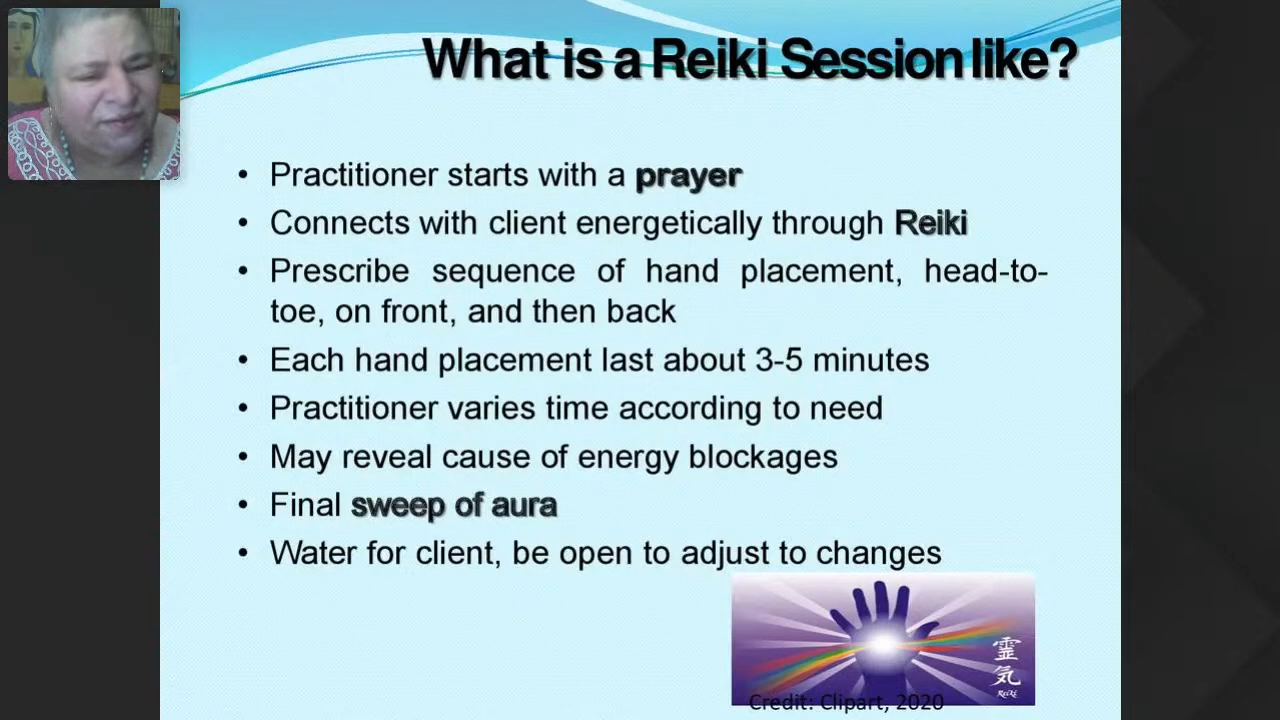 What is a Reiki Session like?
• Practitioner starts with a prayer
• Connects with client energetically through Reiki
• Prescribe sequence of hand placement, head-to-
toe, on front, and then back
• Each hand placement last about 3-5 minutes
• Practitioner varies time according to need
• May reveal cause of energy blockages
• Final sweep of aura
• Water for client, be open to adjust to changes
靈
気
Reiki
Credit: Clipart, 2020